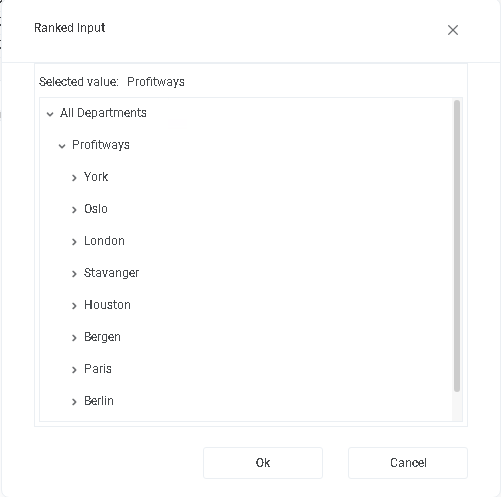 Ranked Input
Selected value: Profitways
All Departments
Profitways
York
Oslo
London
Stavanger
Houston
Bergen
Paris
Berlin
Ok Cancel